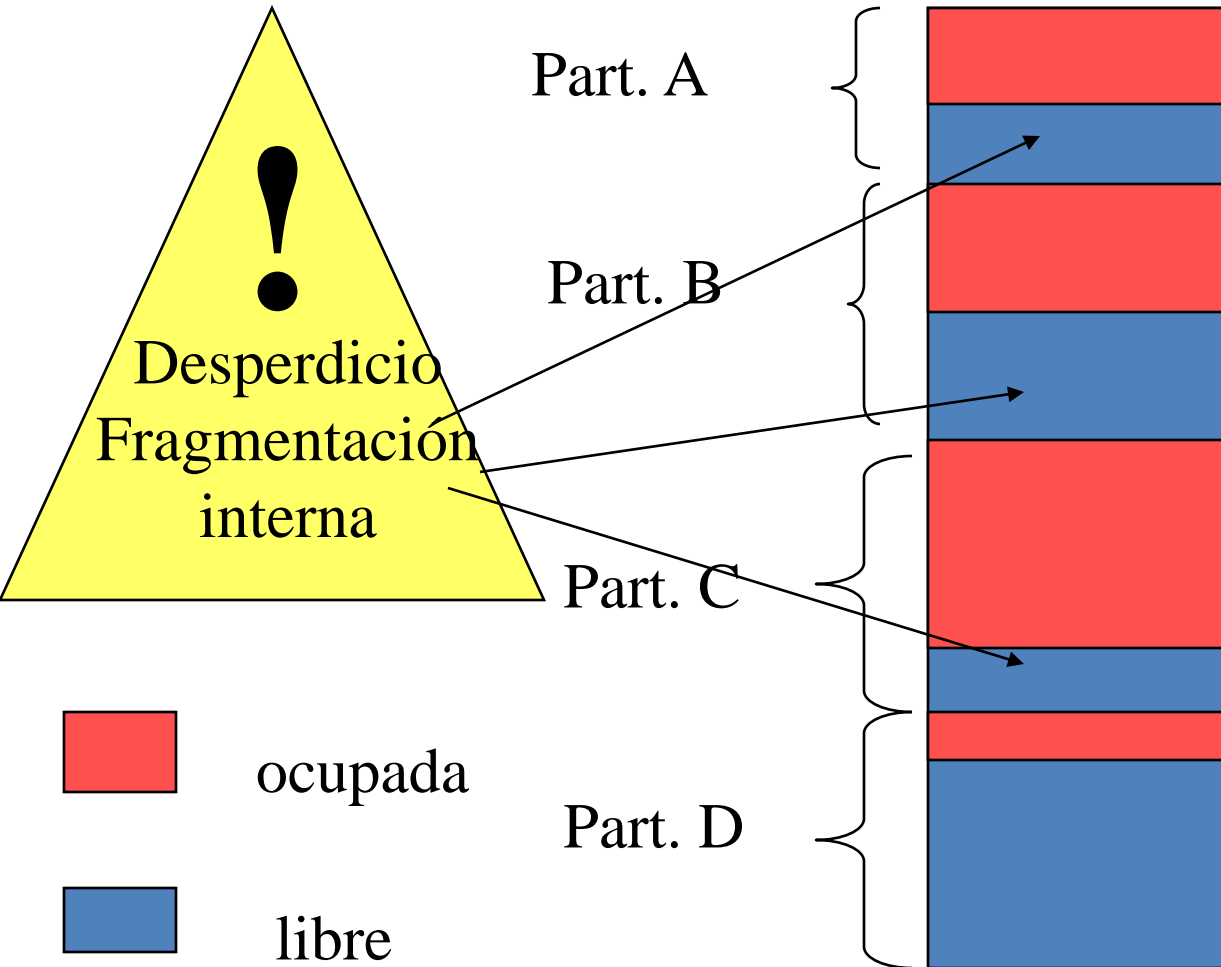 Part. A
!
Part. B
Desperdicio
Fragmentación
interna
Part. C
ocupada
Part. D
libre